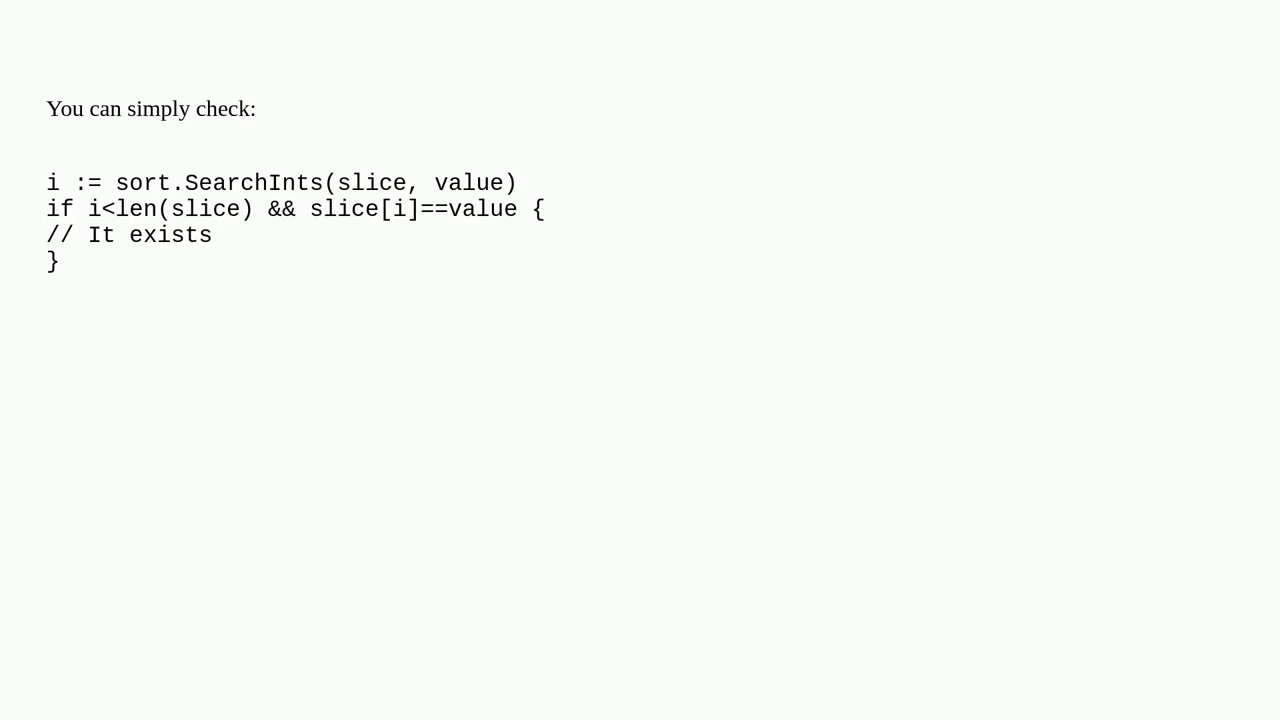 You can simply check:
i := sort.SearchInts(slice, value)
if i<len(slice) && slice[i]==value {
// It exists
}